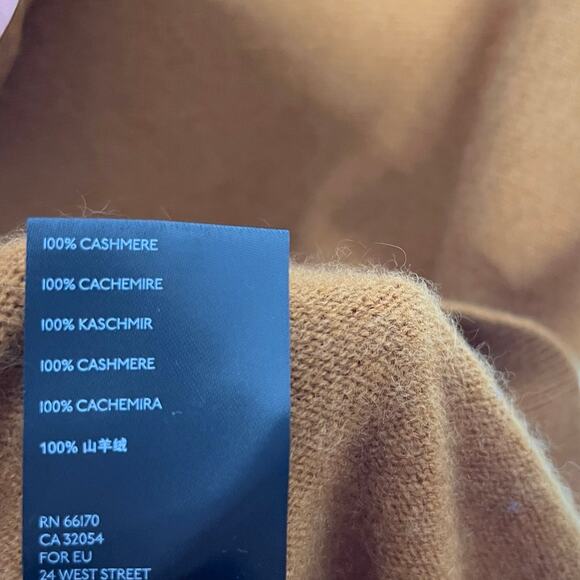 100% CASHMERE
100% CACHEMIRE
100% KASCHMIR
100% CASHMERE
100% CACHEMIRA
100% 山羊绒
RN 66170
CA 32054
FOR EU
24 WEST STREET